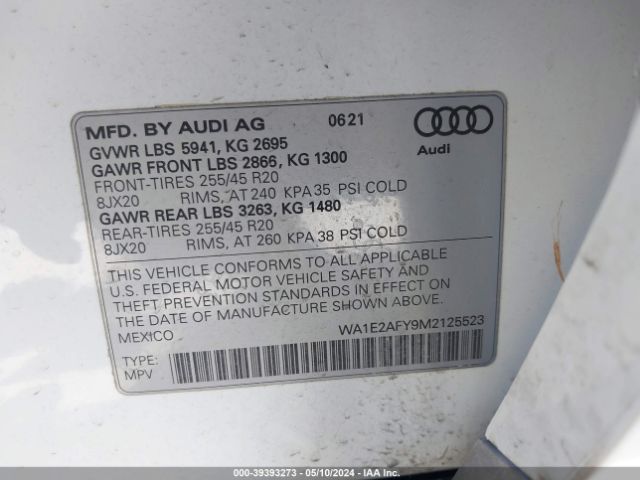 MFD. BY AUDI AG 0621
GVWR LBS 5941, KG 2695
GAWR FRONT LBS 2866, KG 1300
FRONT-TIRES 255/45 R20
8JX20 RIMS, AT 240 KPA 35 PSI COLD
GAWR REAR LBS 3263, KG 1480
REAR-TIRES 255/45 R20
8JX20 RIMS, AT 260 KPA 38 PSI COLD
Audi
THIS VEHICLE CONFORMS TO ALL APPLICABLE
U.S. FEDERAL MOTOR VEHICLE SAFETY AND
THEFT PREVENTION STANDARDS IN EFFECT ON
THE DATE OF MANUFACTURE SHOWN ABOVE.
MEXICO WA1E2AFY9M2125523
TYPE:
MPV
000-39393273 - 05/10/2024 - IAA Inc.